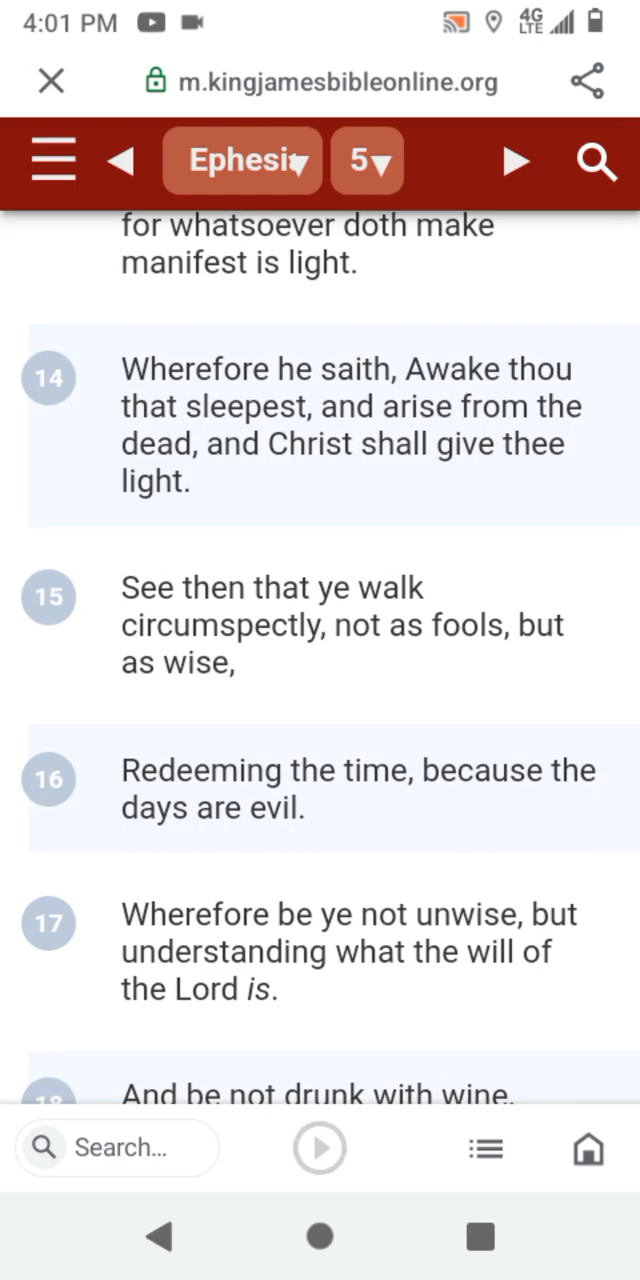 4:01 PM
4G
LTE
m.kingjamesbibleonline.org
Ephesi
5
for whatsoever doth make
manifest is light.
14
Wherefore he saith, Awake thou
that sleepest, and arise from the
dead, and Christ shall give thee
light.
15
See then that ye walk
circumspectly, not as fools, but
as wise,
16
Redeeming the time, because the
days are evil.
17
Wherefore be ye not unwise, but
understanding what the will of
the Lord is.
18
And be not drunk with wine,
Search...